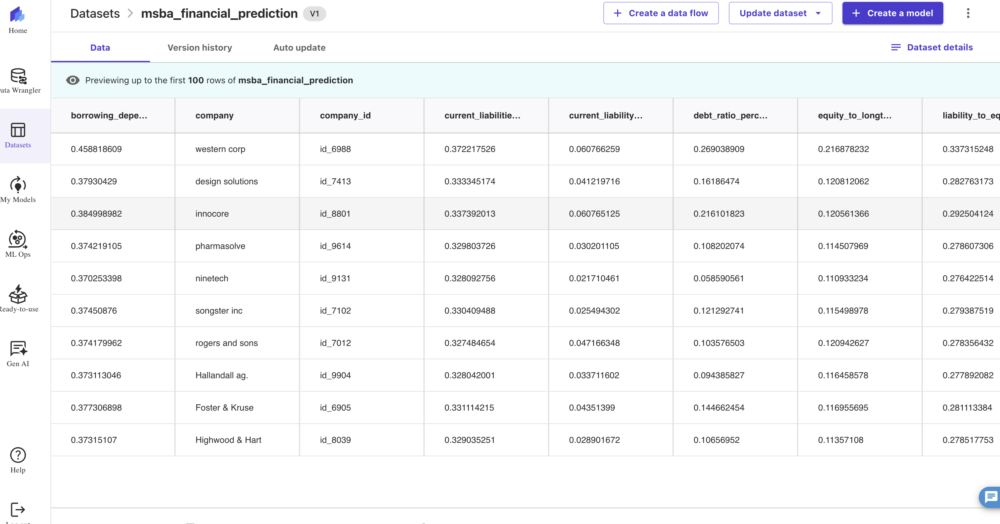 Datasets > msba_financial_prediction V1
+ Create a data flow
Update dataset
+ Create a model
Home
Data Version history Auto update
Dataset details
Previewing up to the first 100 rows of msba_financial_prediction
ata Wrangler
Datasets
My Models
ML Ops
Ready-to-use
Gen AI
Help
borrowing_depe... company company_id current_liabilitie... current_liability... debt_ratio_perc... equity_to_longt... liability_to_eq
0.458818609 western corp id_6988 0.372217526 0.060766259 0.269038909 0.216878232 0.337315248
0.37930429 design solutions id_7413 0.333345174 0.041219716 0.16186474 0.120812062 0.282763173
0.384998982 innocore id_8801 0.337392013 0.060765125 0.216101823 0.120561366 0.292504124
0.374219105 pharmasolve id_9614 0.329803726 0.030201105 0.108202074 0.114507969 0.278607306
0.370253398 ninetech id_9131 0.328092756 0.021710461 0.058590561 0.110933234 0.276422514
0.37450876 songster inc id_7102 0.330409488 0.025494302 0.121292741 0.115498978 0.279387519
0.374179962 rogers and sons id_7012 0.327484654 0.047166348 0.103576503 0.120942627 0.278356432
0.373113046 Hallandall ag. id_9904 0.328042001 0.033711602 0.094385827 0.116458578 0.277892082
0.377306898 Foster & Kruse id_6905 0.331114215 0.04351399 0.144662454 0.116955695 0.281113384
0.37315107 Highwood & Hart id_8039 0.329035251 0.028901672 0.10656952 0.11357108 0.278517753